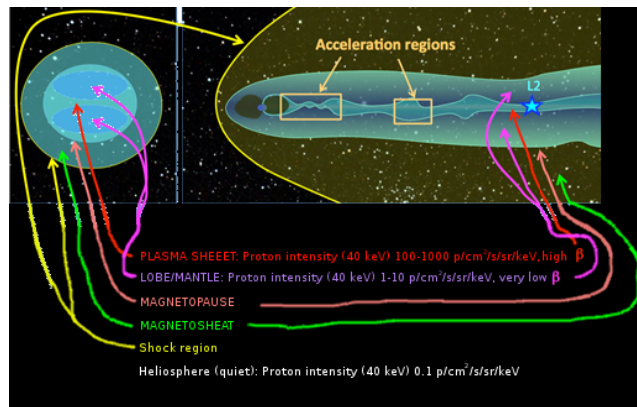 Acceleration regions
L2
PLASMA SHEEET: Proton intensity (40 keV) 100-1000 p/cm²/s/sr/keV,high β
LOBE/MANTLE: Proton intensity (40 keV) 1-10 p/cm²/s/sr/keV, very low β
MAGNETOPAUSE
MAGNETOSHEAT
Shock region
Heliosphere (quiet): Proton intensity (40 keV) 0.1 p/cm²/s/sr/keV